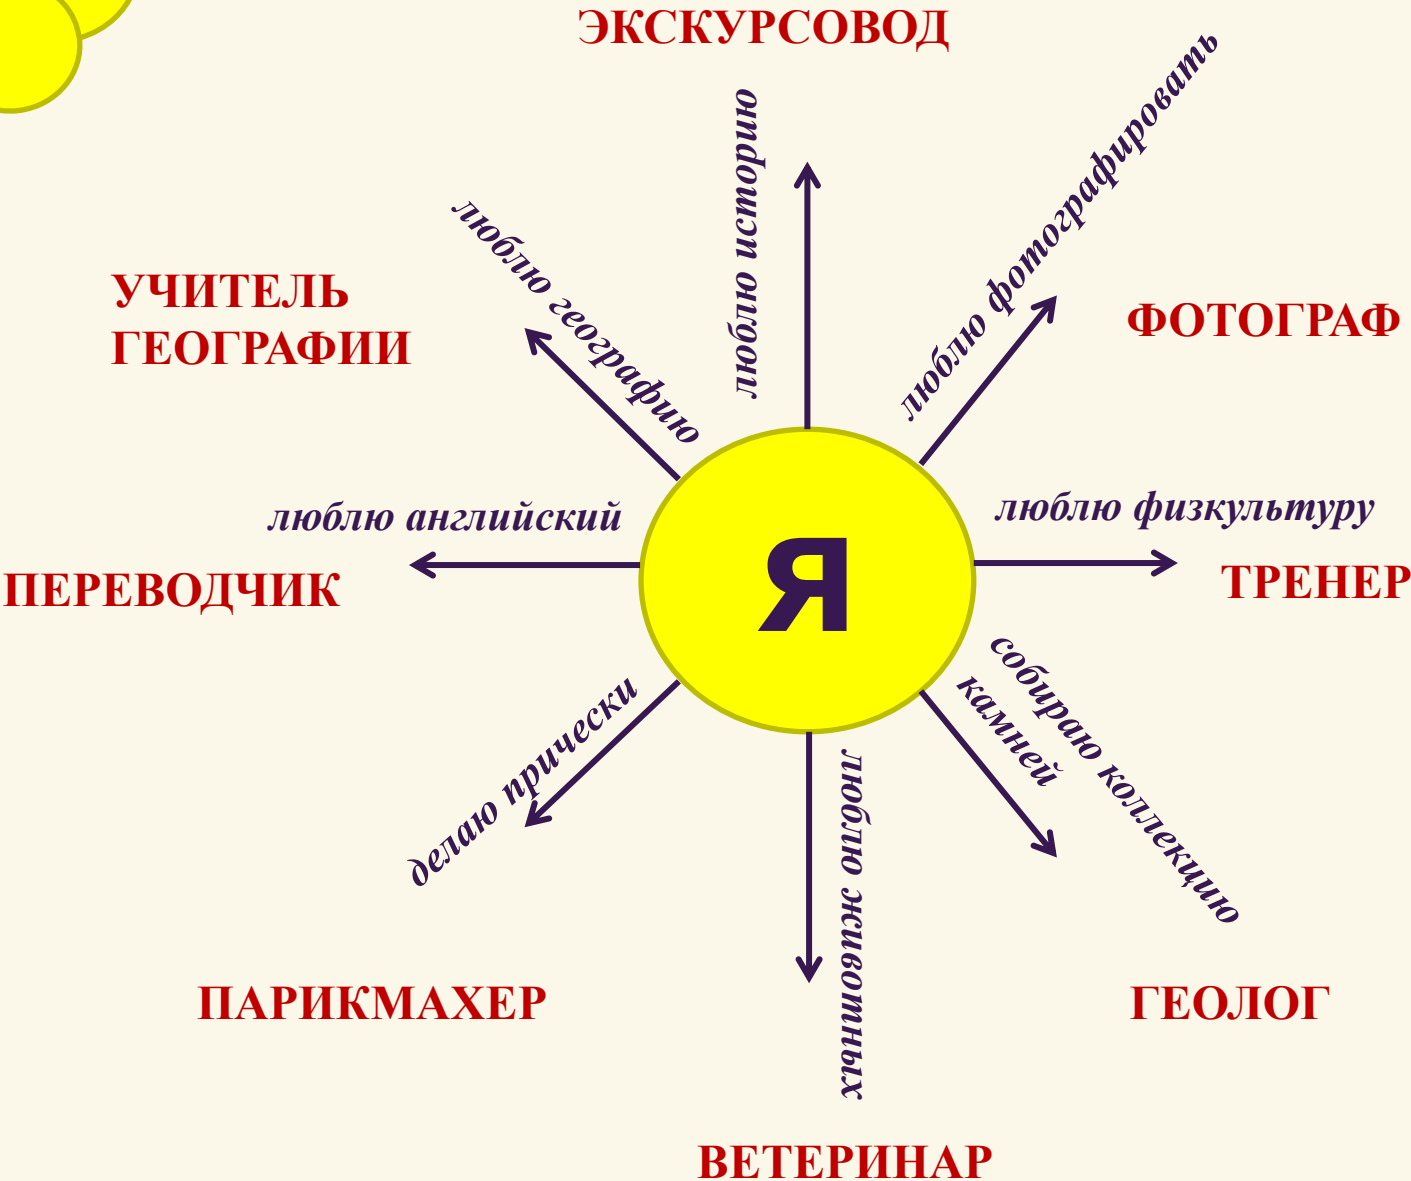 ЭКСКУРСОВОД
люблю историю
люблю фотографировать
люблю географию
УЧИТЕЛЬ
ГЕОГРАФИИ
ФОТОГРАФ
люблю английский
люблю физкультуру
ПЕРЕВОДЧИК
Я
ТРЕНЕР
делаю прически
собираю коллекцию
камней
люблю животных
ПАРИКМАХЕР
ГЕОЛОГ
ВЕТЕРИНАР